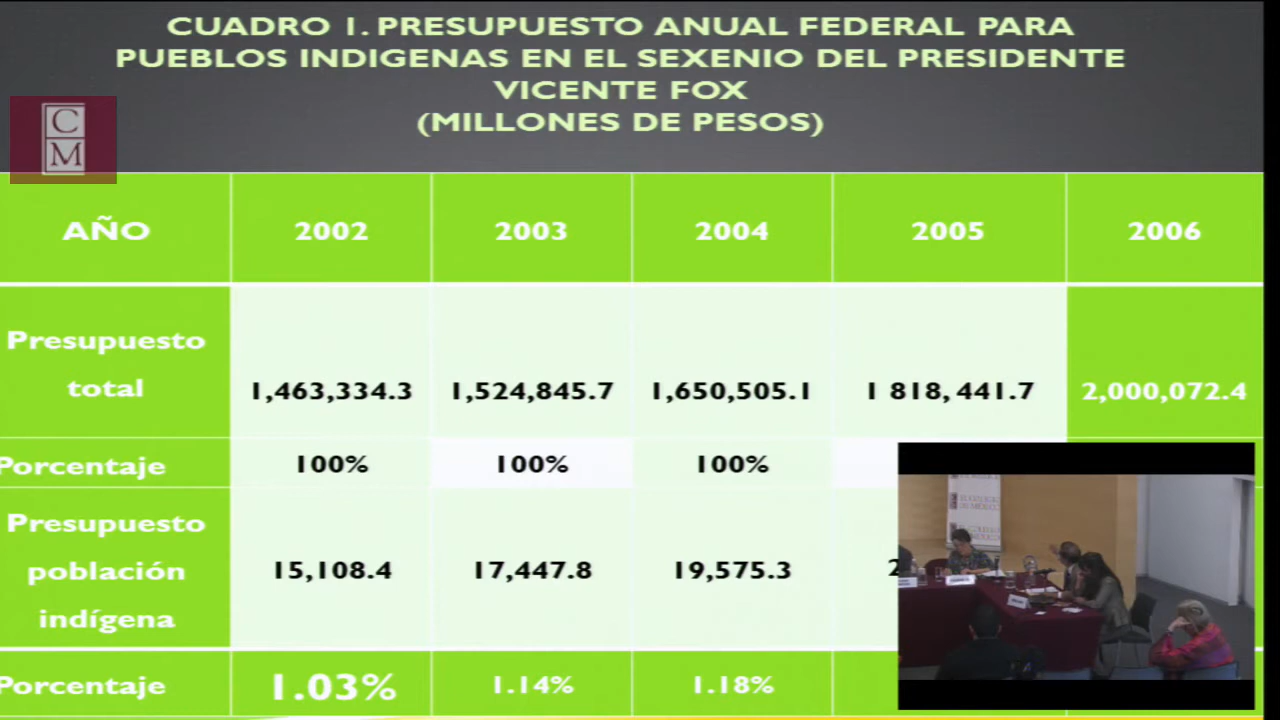 CUADRO 1. PRESUPUESTO ANUAL FEDERAL PARA
PUEBLOS INDIGENAS EN EL SEXENIO DEL PRESIDENTE
VICENTE FOX
(MILLONES DE PESOS)
C
M
AÑO 2002 2003 2004 2005 2006
Presupuesto
total 1,463,334.3 1,524,845.7 1,650,505.1 1 818, 441.7 2,000,072.4
Porcentaje 100% 100% 100%
Presupuesto
población 15,108.4 17,447.8 19,575.3
indígena
Porcentaje 1.03% 1.14% 1.18%